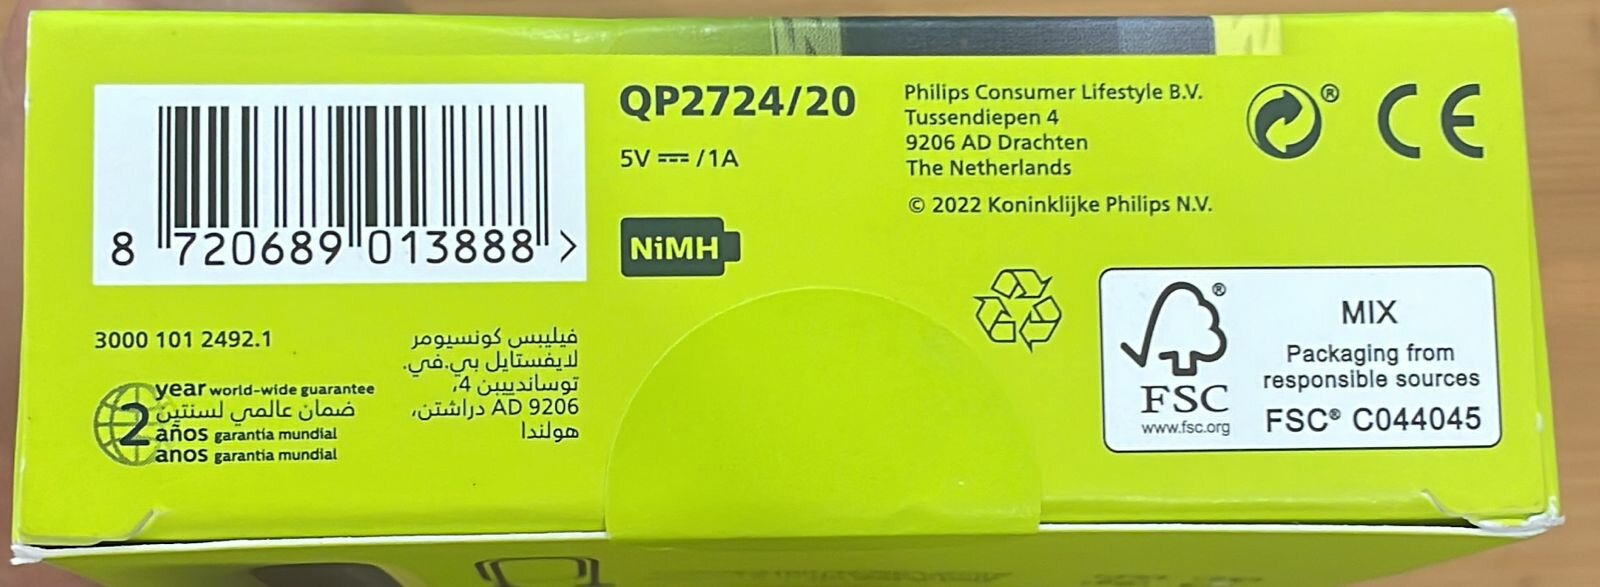 8 720689 013888 >
QP2724/20
5V ⎓ /1A
NiMH
Philips Consumer Lifestyle B.V.
Tussendiepen 4
9206 AD Drachten
The Netherlands
© 2022 Koninklijke Philips N.V.
®
CE
3000 101 2492.1
2
year world-wide guarantee
ضمان عالمي لسنتين
años garantía mundial
anos garantia mundial
فيليبس كونسيومر
لايفستايل بي.في.
توسانديبين 4،
9206 AD دراشتن،
هولندا
®
FSC
www.fsc.org
MIX
Packaging from
responsible sources
FSC® C044045